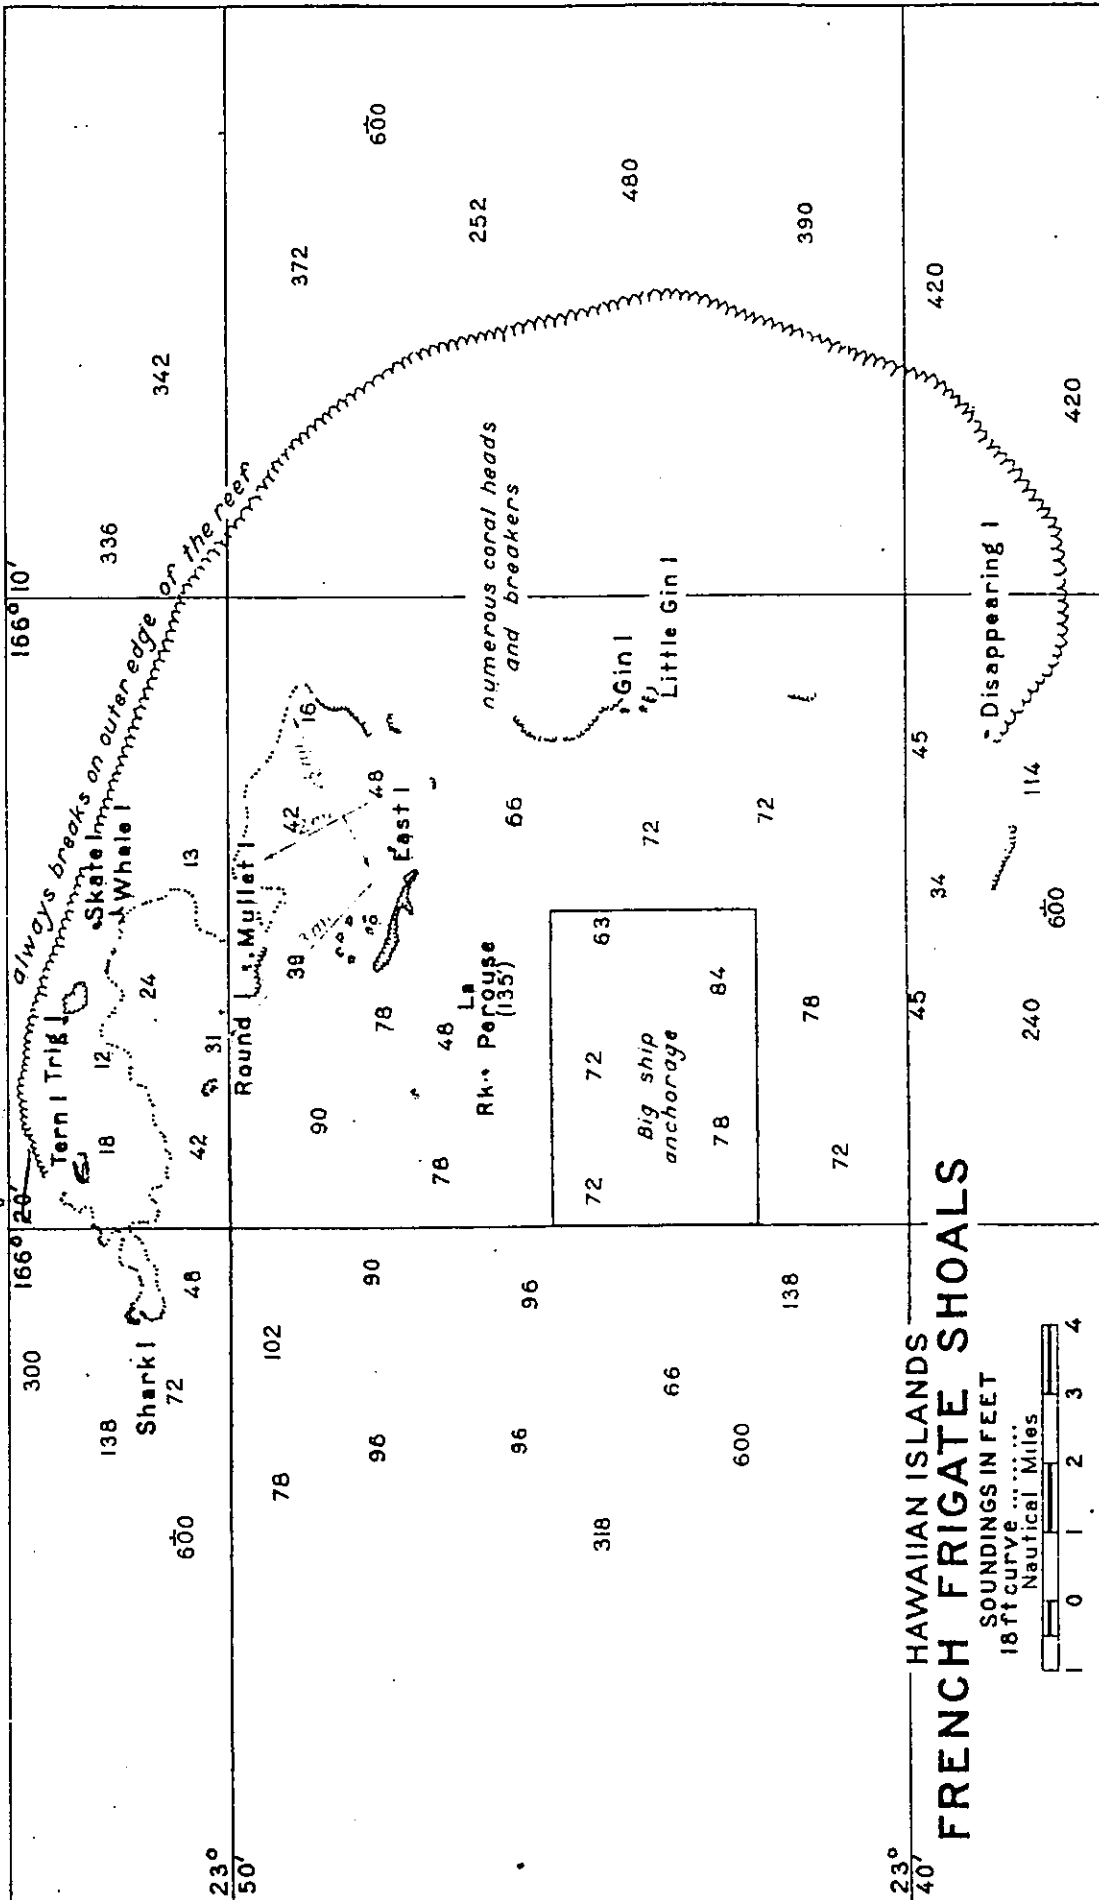 166° 20'
166° 10'
always breaks on outer edge or the reef
300
Tern I
Trig I
Skate I
Whale I
336
342
138
Shark I
72
48
18
12
24
42
31
13
600
23°
50'
Round I
Mullet I
78
102
90
39
42
16
372
96
90
78
East I
48
600
78
48
La
Rk. Perouse
(135')
66
numerous coral heads
and breakers
252
96
96
318
72
72
63
Big ship
anchorage
78
84
66
600
72
Gin I
Little Gin I
480
138
72
78
72
390
23°
40'
45
34
45
420
HAWAIIAN ISLANDS
FRENCH FRIGATE SHOALS
SOUNDINGS IN FEET
18 ft curve ........
Nautical Miles
1 0 1 2 3 4
240
600
114
Disappearing I
420